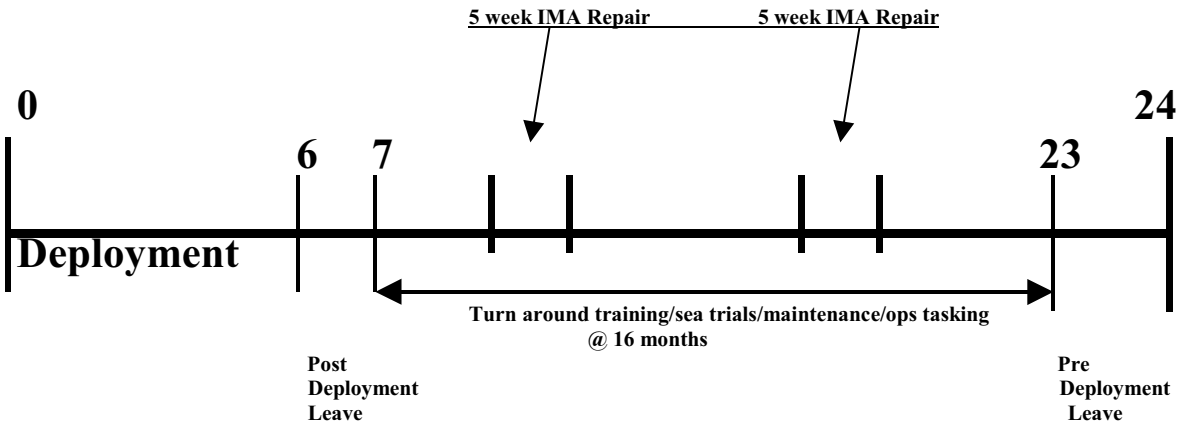 5 week IMA Repair 5 week IMA Repair
0 24
6 7 23
Deployment
Turn around training/sea trials/maintenance/ops tasking
@ 16 months
Post Pre
Deployment Deployment
Leave Leave